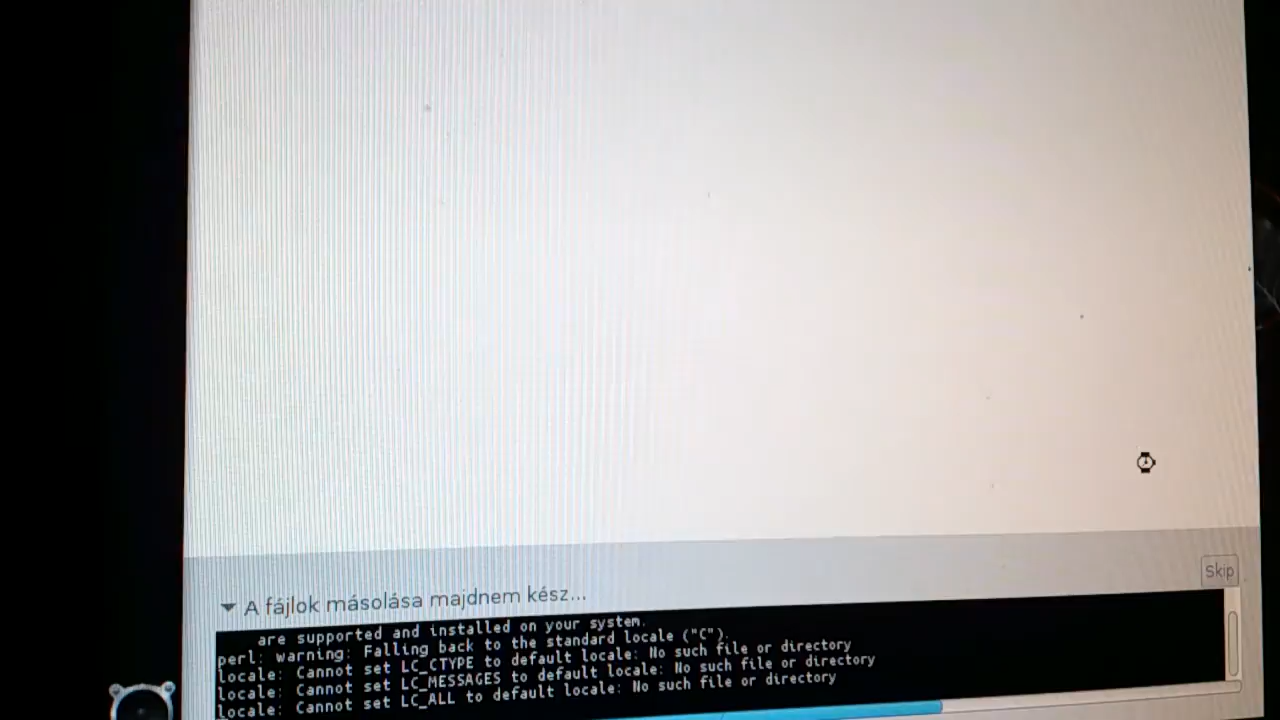 Skip
A fájlok másolása majdnem kész...
are supported and installed on your system.
perl: warning: Falling back to the standard locale ("C").
locale: Cannot set LC_CTYPE to default locale: No such file or directory
locale: Cannot set LC_MESSAGES to default locale: No such file or directory
locale: Cannot set LC_ALL to default locale: No such file or directory